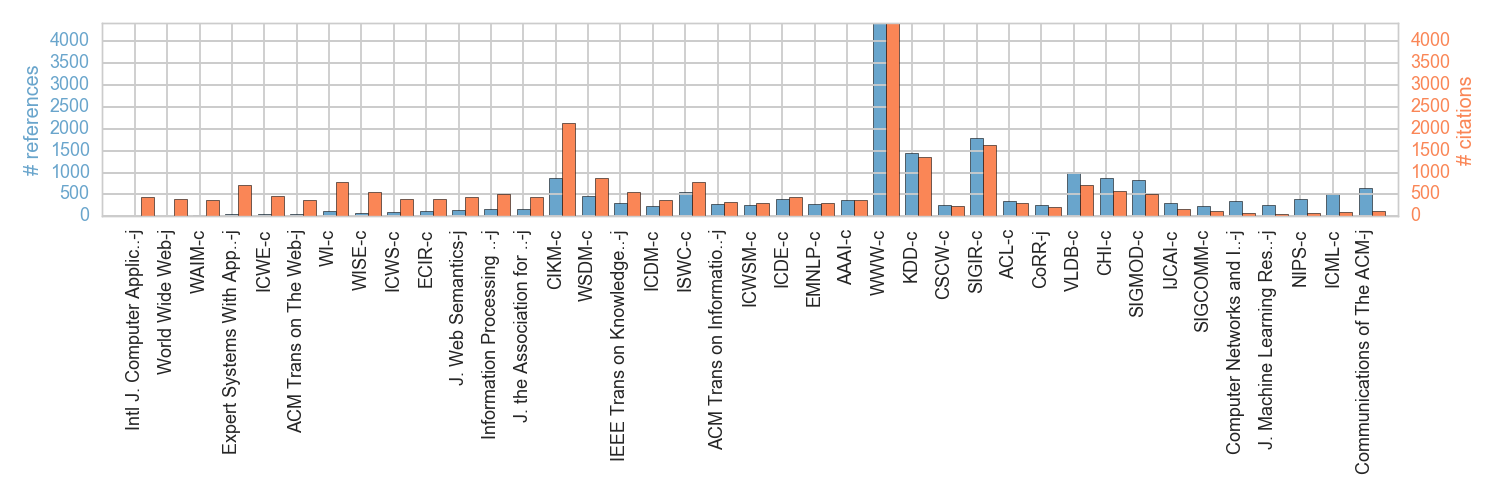 4000
3500
3000
2500
2000
1500
1000
500
0
# references
4000
3500
3000
2500
2000
1500
1000
500
0
# citations
Intl J. Computer Applic..-j
World Wide Web-j
WAIM-c
Expert Systems With App..-j
ICWE-c
ACM Trans on The Web-j
WI-c
WISE-c
ICWS-c
ECIR-c
J. Web Semantics-j
Information Processing ..-j
J. the Association for ..-j
CIKM-c
WSDM-c
IEEE Trans on Knowledge..-j
ICDM-c
ISWC-c
ACM Trans on Informatio..-j
ICWSM-c
ICDE-c
EMNLP-c
AAAI-c
WWW-c
KDD-c
CSCW-c
SIGIR-c
ACL-c
CoRR-j
VLDB-c
CHI-c
SIGMOD-c
IJCAI-c
SIGCOMM-c
Computer Networks and I..-j
J. Machine Learning Res..-j
NIPS-c
ICML-c
Communications of The ACM-j